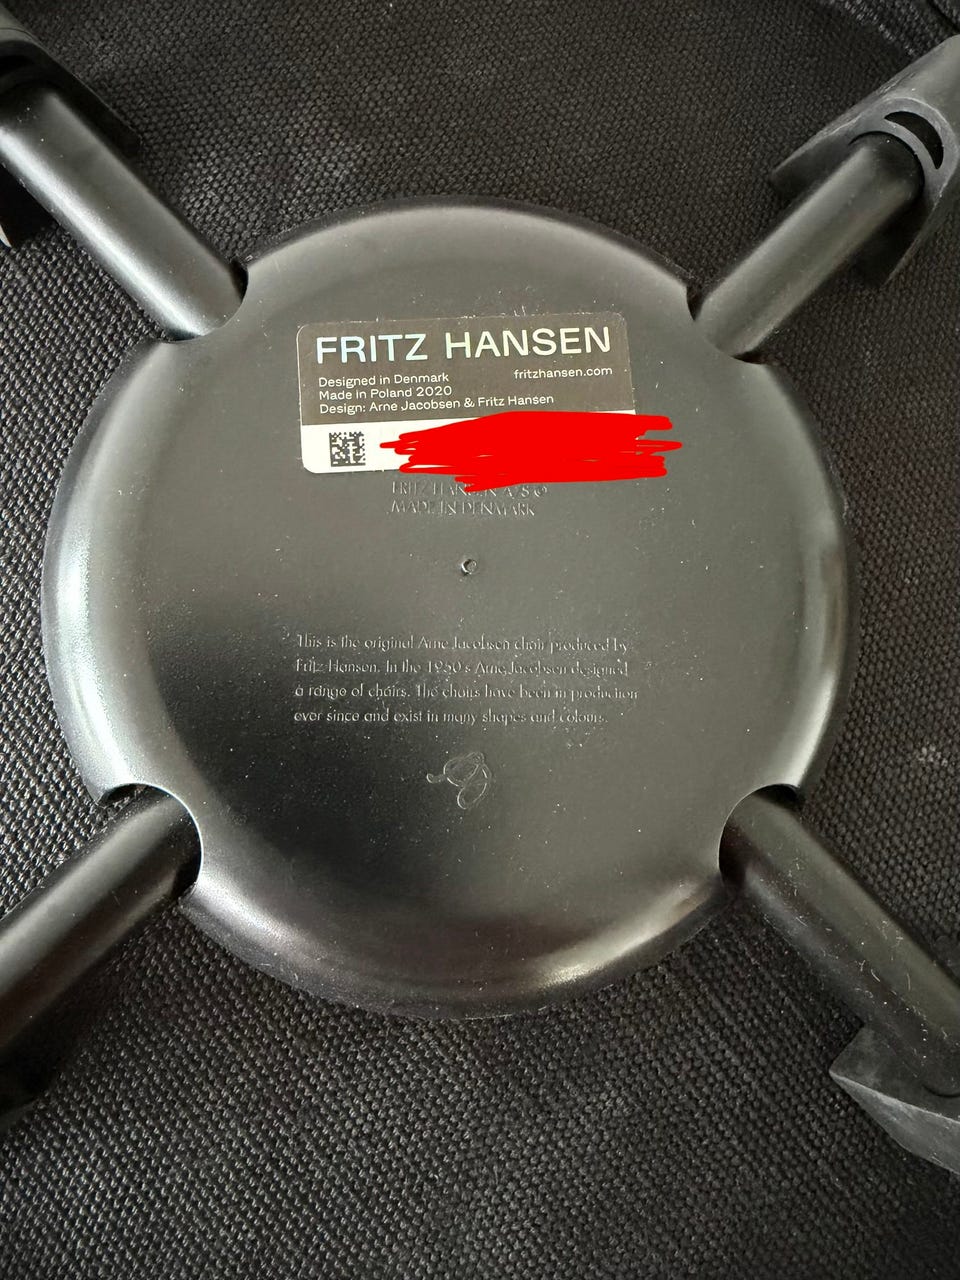 FRITZ HANSEN
Designed in Denmark
fritzhansen.com
Made in Poland 2020
Design: Arne Jacobsen & Fritz Hansen
FRITZ HANSEN A/S ©
MADE IN DENMARK
This is the original Arne Jacobsen chair produced by
Fritz Hansen. In the 1950's Arne Jacobsen designed
a range of chairs. The chairs have been in production
ever since and exist in many shapes and colours.